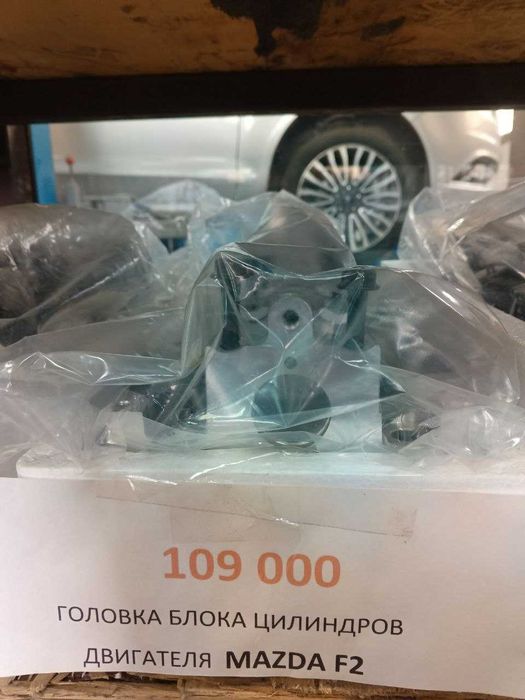 109 000
ГОЛОВКА БЛОКА ЦИЛИНДРОВ
ДВИГАТЕЛЯ MAZDA F2